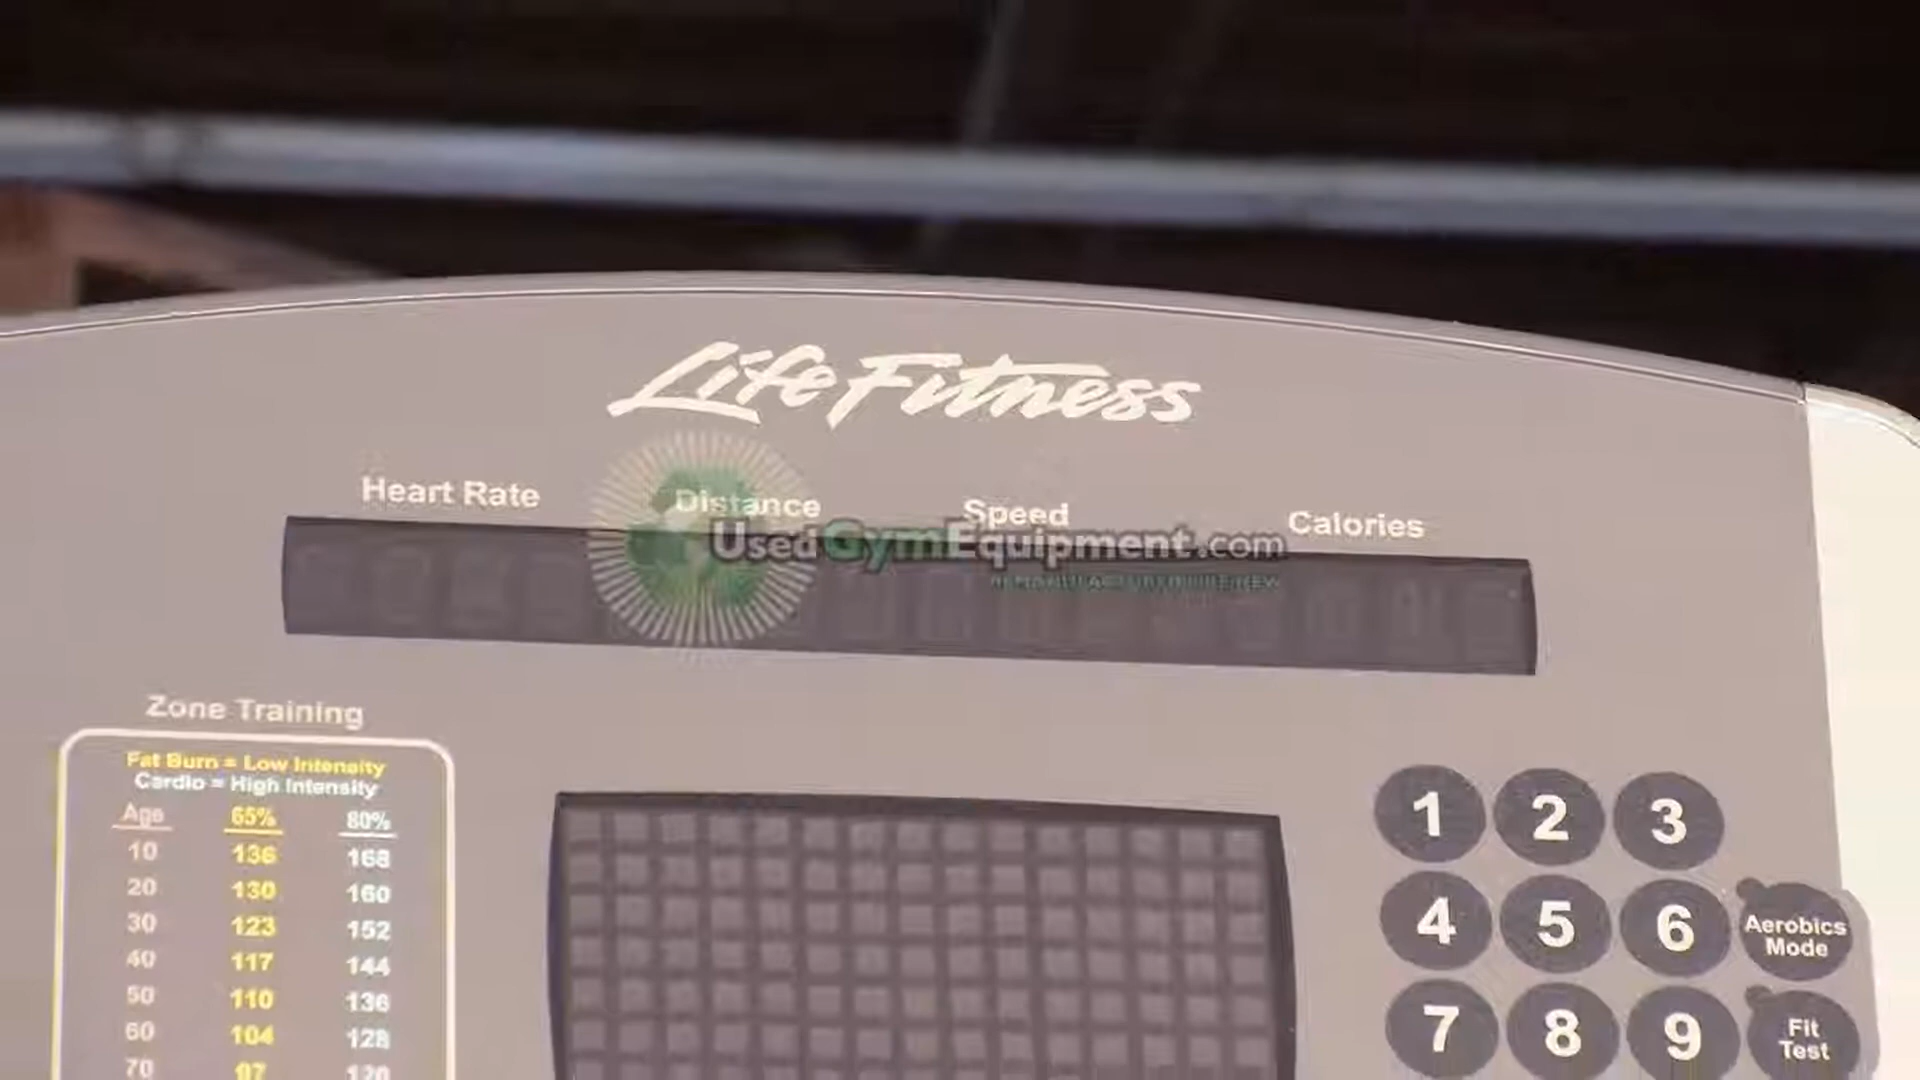 Life Fitness
Heart Rate Distance Speed Calories
UsedGymEquipment.com
Zone Training
Fat Burn = Low Intensity
Cardio = High Intensity
Age 65% 80%
10 136 168
20 130 160
30 123 152
40 117 144
50 110 136
60 104 128
70 97 120
1 2 3
4 5 6
Aerobics
Mode
7 8 9
Fit
Test